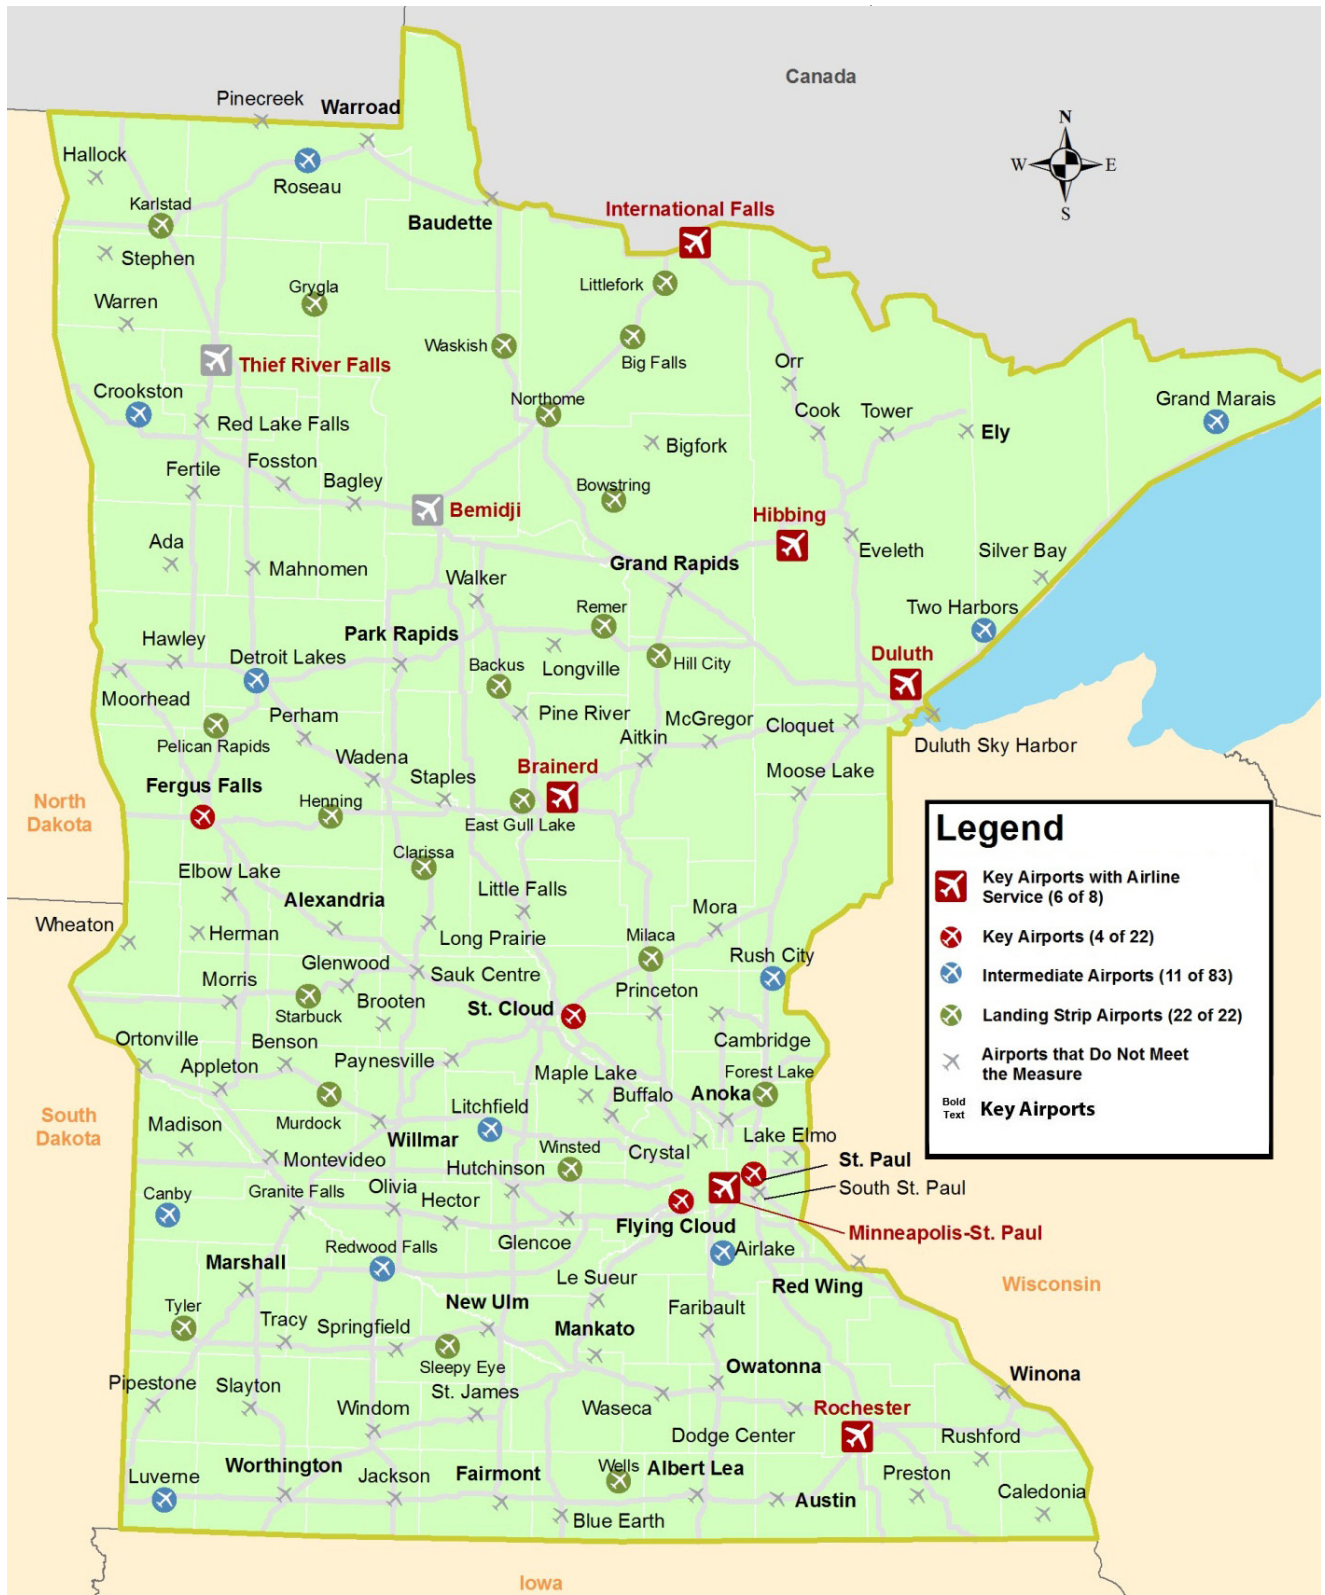 Canada
N
W
E
S
Pinecreek
Warroad
Hallock
Roseau
Karlstad
Baudette
International Falls
Stephen
Grygla
Littlefork
Warren
Waskish
Big Falls
Thief River Falls
Orr
Crookston
Northome
Grand Marais
Red Lake Falls
Cook
Tower
Ely
Bigfork
Fertile
Fosston
Bagley
Bowstring
Bemidji
Hibbing
Ada
Eveleth
Silver Bay
Mahnomen
Grand Rapids
Walker
Remer
Two Harbors
Park Rapids
Hawley
Detroit Lakes
Longville
Hill City
Duluth
Backus
Moorhead
Pine River
McGregor
Cloquet
Perham
Aitkin
Duluth Sky Harbor
Pelican Rapids
Wadena
Brainerd
Moose Lake
Fergus Falls
Staples
Henning
East Gull Lake
North
Dakota
Clarissa
Elbow Lake
Little Falls
Alexandria
Mora
Wheaton
Herman
Long Prairie
Milaca
Rush City
Glenwood
Sauk Centre
Morris
Brooten
Princeton
Starbuck
St. Cloud
Ortonville
Benson
Cambridge
Appleton
Paynesville
Maple Lake
Forest Lake
Buffalo
Anoka
South
Dakota
Madison
Murdock
Litchfield
Willmar
Lake Elmo
Winsted
Crystal
Montevideo
Hutchinson
St. Paul
Canby
Granite Falls
Olivia
Hector
South St. Paul
Flying Cloud
Minneapolis-St. Paul
Glencoe
Redwood Falls
Airlake
Marshall
Le Sueur
Red Wing
Wisconsin
New Ulm
Tyler
Tracy
Springfield
Mankato
Faribault
Sleepy Eye
Owatonna
Winona
Pipestone
Slayton
St. James
Windom
Waseca
Rochester
Dodge Center
Rushford
Luverne
Worthington
Jackson
Fairmont
Wells
Albert Lea
Preston
Austin
Caledonia
Blue Earth
Iowa
Legend
Key Airports with Airline
Service (6 of 8)
Key Airports (4 of 22)
Intermediate Airports (11 of 83)
Landing Strip Airports (22 of 22)
Airports that Do Not Meet
the Measure
Bold
Text
Key Airports